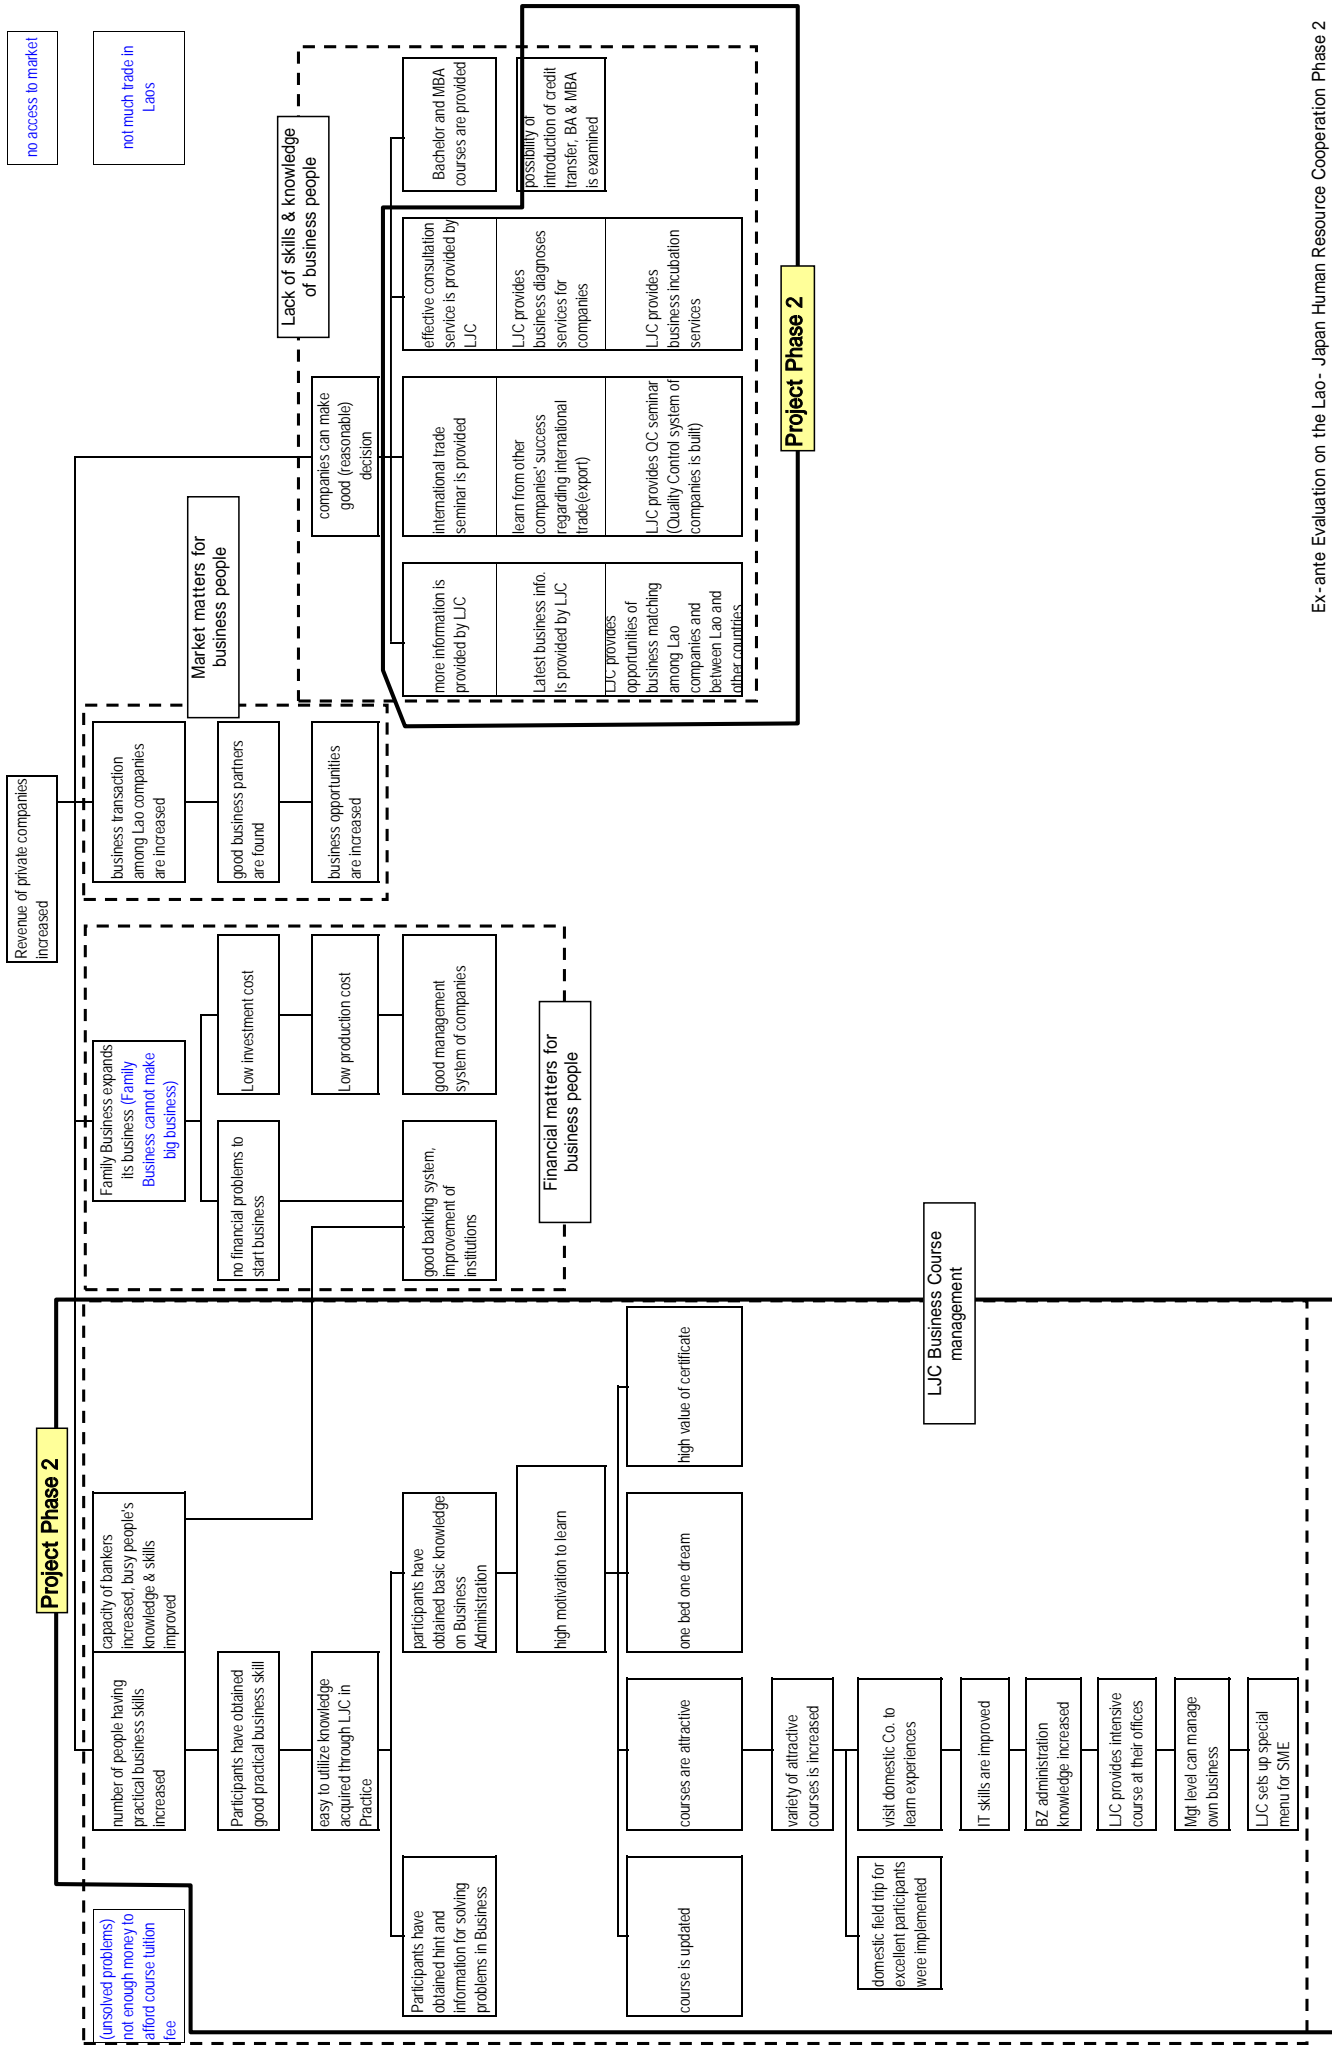 Revenue of private companies
increased
no access to market
Project Phase 2
(unsolved problems)
not enough money to
afford course tuition
fee
number of people having
practical business skills
increased
capacity of bankers
increased, busy people's
knowledge & skills
improved
Family Business expands
its business (Family
Business cannot make
big business)
business transaction
among Lao companies
are increased
not much trade in
Laos
Participants have obtained
good practical business skill
no financial problems to
start business
Low investment cost
good business partners
are found
Market matters for
business people
easy to utilize knowledge
acquired through LJC in
Practice
Low production cost
business opportunities
are increased
companies can make
good (reasonable)
decision
Lack of skills & knowledge
of business people
Participants have
obtained hint and
information for solving
problems in Business
participants have
obtained basic knowledge
on Business
Administration
good banking system,
improvement of
institutions
good management
system of companies
more information is
provided by LJC
international trade
seminar is provided
effective consultation
service is provided by
LJC
Bachelor and MBA
courses are provided
high motivation to learn
Financial matters for
business people
Latest business info.
Is provided by LJC
learn from other
companies' success
regarding international
trade(export)
LJC provides
business diagnoses
services for
companies
possibility of
introduction of credit
transfer, BA & MBA
is examined
course is updated
courses are attractive
one bed one dream
high value of certificate
LJC provides
opportunities of
business matching
among Lao
companies and
between Lao and
other countries
LJC provides QC seminar
(Quality Control system of
companies is built)
LJC provides
business incubation
services
variety of attractive
courses is increased
Project Phase 2
domestic field trip for
excellent participants
were implemented
visit domestic Co. to
learn experiences
LJC Business Course
management
IT skills are improved
BZ administration
knowledge increased
LJC provides intensive
course at their offices
Mgt level can manage
own business
LJC sets up special
menu for SME
Ex-ante Evaluation on the Lao- Japan Human Resource Cooperation Phase 2